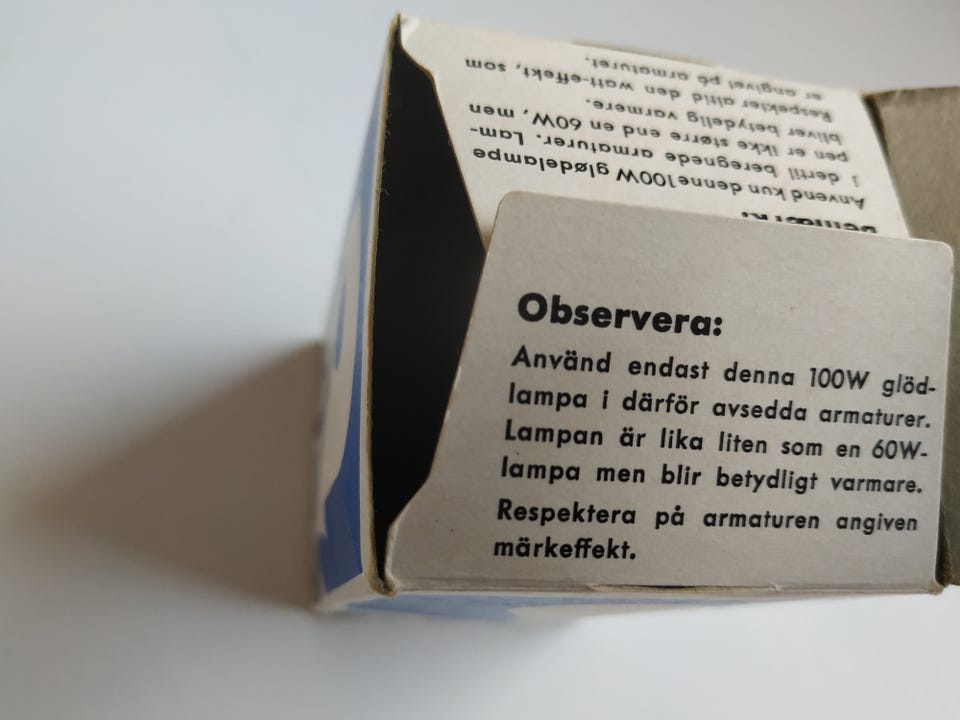 Observera:
Använd endast denna 100W glöd-
lampa i därför avsedda armaturer.
Lampan är lika liten som en 60W-
lampa men blir betydligt varmare.
Respektera på armaturen angiven
märkeffekt.
Bemærk:
Anvend kun denne 100W glødelampe
i dertil beregnede armaturer. Lam-
pen er ikke større end en 60W, men
bliver betydelig varmere.
Respekter altid den watt-effekt, som
er angivet på armaturet.